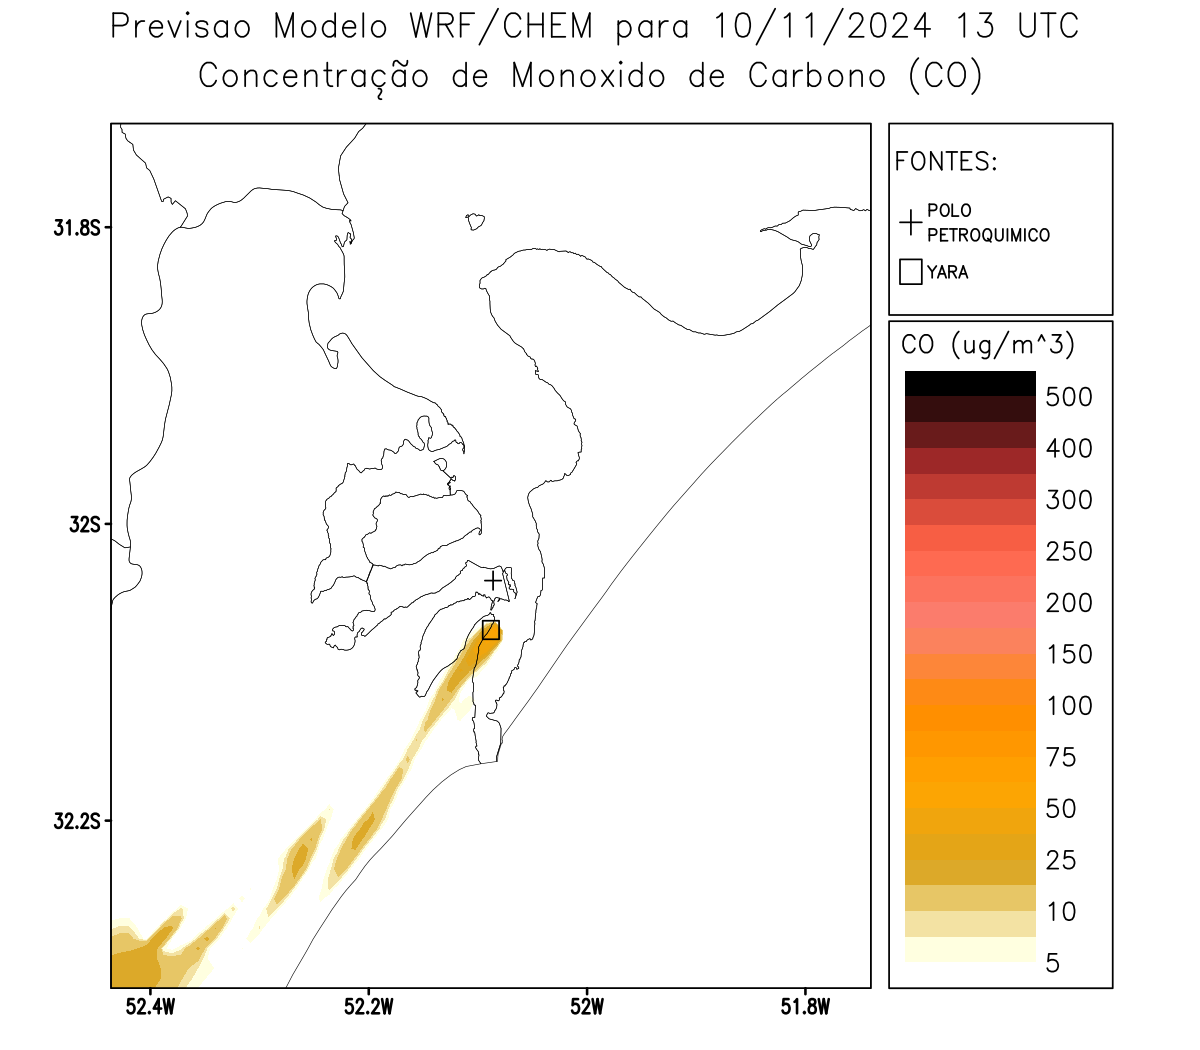 Previsao Modelo WRF/CHEM para 10/11/2024 13 UTC
Concentração de Monoxido de Carbono (CO)
FONTES:
POLO
PETROQUIMICO
YARA
CO (ug/m^3)
500
400
300
250
200
150
100
75
50
25
10
5
31.8S
32S
32.2S
52.4W
52.2W
52W
51.8W